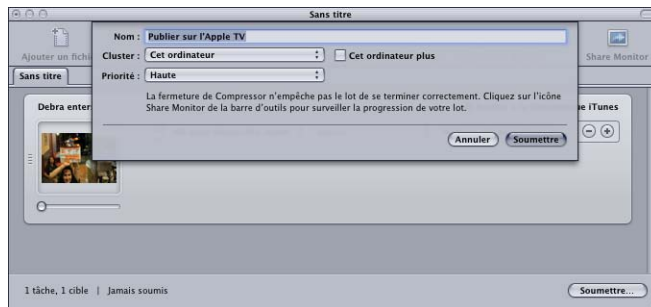 Sans titre
Nom : Publier sur l'Apple TV
Ajouter un fichi
Cluster : Cet ordinateur
Cet ordinateur plus
Share Monitor
Sans titre
Priorité : Haute
La fermeture de Compressor n'empêche pas le lot de se terminer correctement. Cliquez sur l'icône
Share Monitor de la barre d'outils pour surveiller la progression de votre lot.
Debra enter
ue iTunes
Annuler
Soumettre
1 tâche, 1 cible | Jamais soumis
Soumettre...